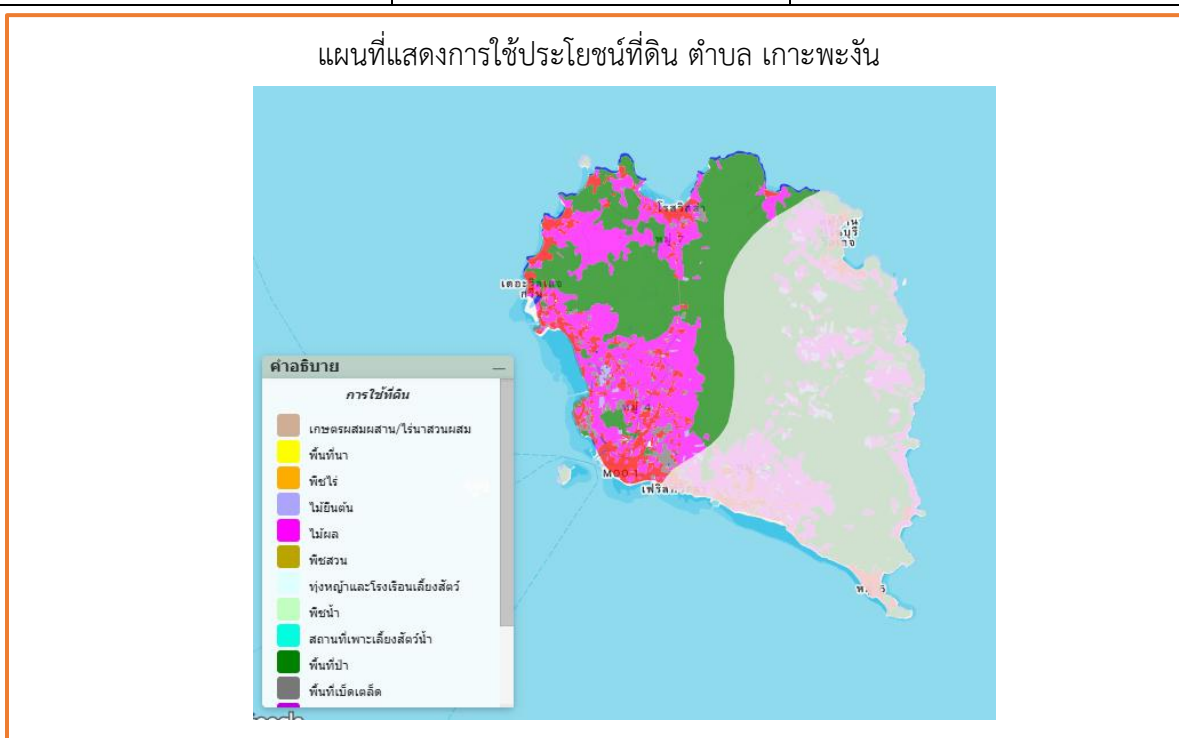 แผนที่แสดงการใช้ประโยชน์ที่ดิน ตำบล เกาะพะงัน
หมู่ 7
หมู่ 4
MOO 1
คำอธิบาย
การใช้ที่ดิน
เกษตรผสมผสาน/ไร่นาสวนผสม
พื้นที่นา
พืชไร่
ไม้ยืนต้น
ไม้ผล
พืชสวน
ทุ่งหญ้าและโรงเรือนเลี้ยงสัตว์
พืชน้ำ
สถานที่เพาะเลี้ยงสัตว์น้ำ
พื้นที่ป่า
พื้นที่เบ็ดเตล็ด